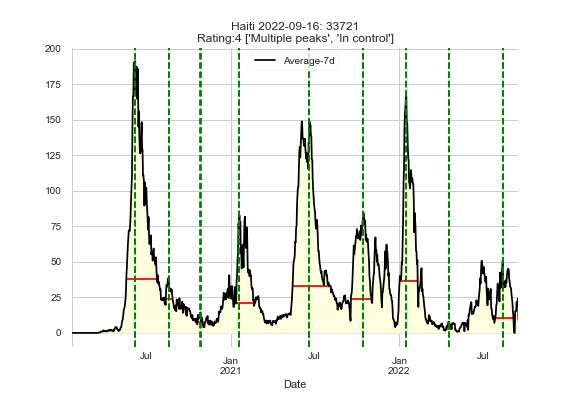 Haiti 2022-09-16: 33721
Rating:4 ['Multiple peaks', 'In control']
Average-7d
200
175
150
125
100
75
50
25
0
Jul
Jan
2021
Jul
Jan
2022
Jul
Date